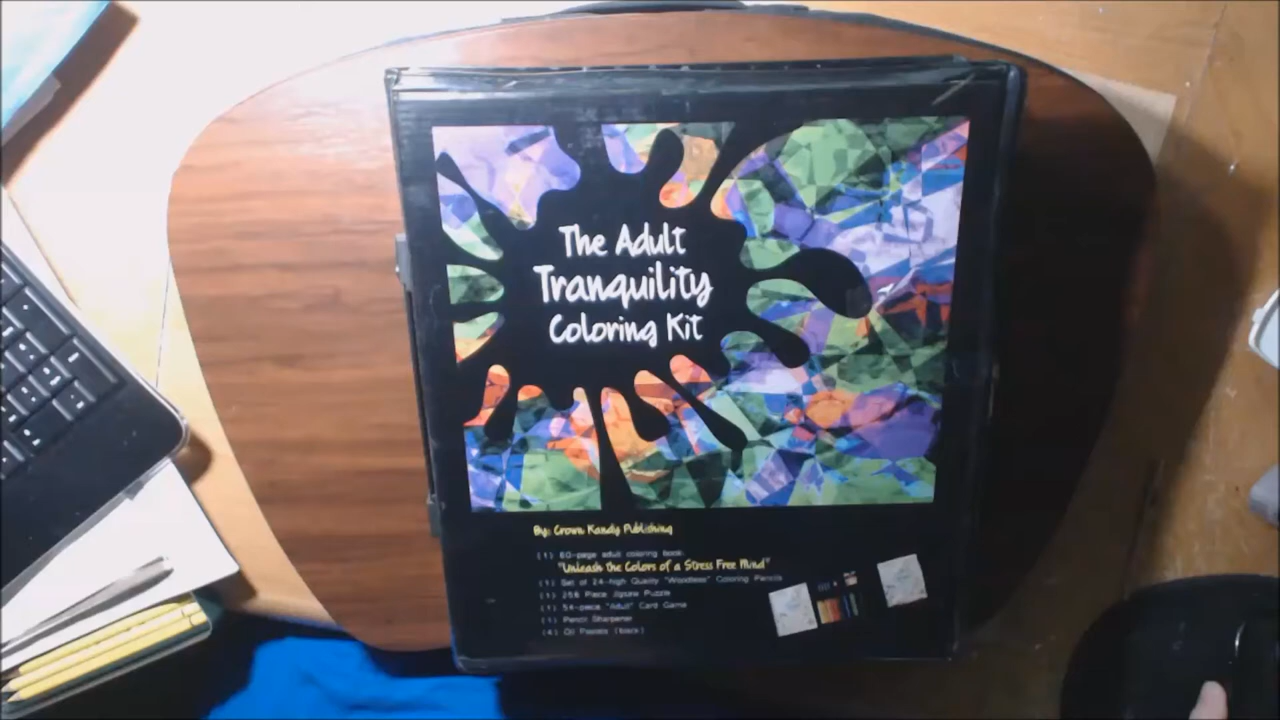 The Adult
Tranquility
Coloring Kit
By: Crown Kandy Publishing
(1) 60-page adult coloring book:
"Unleash the Colors of a Stress Free Mind"
(1) Set of 24-high Quality "Woodless" Coloring Pencils
(1) 256 Piece Jigsaw Puzzle
(1) 54-piece "Adult" Card Game
(1) Pencil Sharpener
(4) Oil Pastels (black)